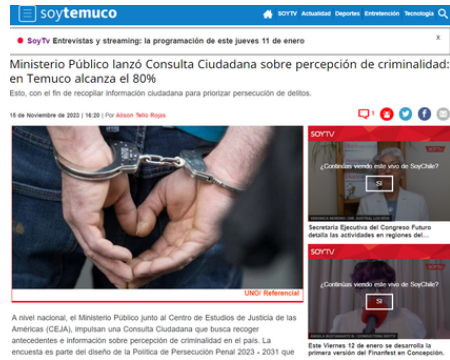 soytemuco
SOYTV Actualidad Deportes Entretención Tecnología
SoyTv Entrevistas y streaming: la programación de este jueves 11 de enero
x
Ministerio Público lanzó Consulta Ciudadana sobre percepción de criminalidad:
en Temuco alcanza el 80%
Esto, con el fin de recopilar información ciudadana para priorizar persecución de delitos.
15 de Noviembre de 2023 | 16:20 | Por Alison Tello Rojas
1
UNO/ Referencial
A nivel nacional, el Ministerio Público junto al Centro de Estudios de Justicia de las
Américas (CEJA), impulsan una Consulta Ciudadana que busca recoger
antecedentes e información sobre percepción de criminalidad en el país. La
encuesta es parte del diseño de la Política de Persecución Penal 2023 - 2031 que
SOYTV
¿Continúas viendo este vivo de SoyChile?
SI
Secretaria Ejecutiva del Congreso Futuro
detalla las actividades en regiones del...
SOYTV
¿Continúas viendo este vivo de SoyChile?
SI
Este Viernes 12 de enero se desarrolla la
primera versión del Finanfest en Concepción.